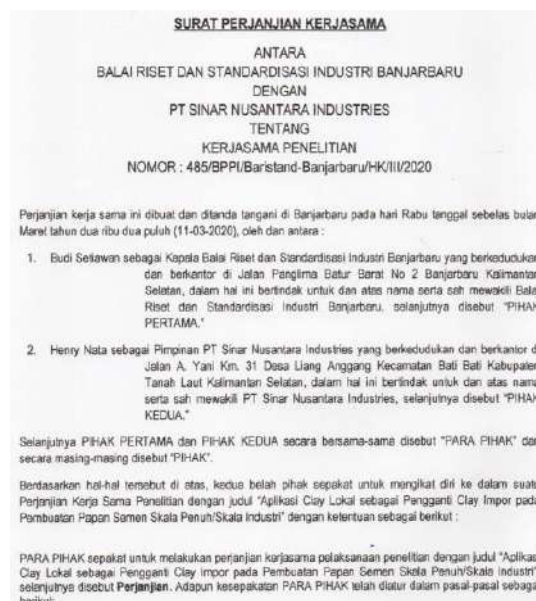 SURAT PERJANJIAN KERJASAMA
ANTARA
BALAI RISET DAN STANDARDISASI INDUSTRI BANJARBARU
DENGAN
PT SINAR NUSANTARA INDUSTRIES
TENTANG
KERJASAMA PENELITIAN
NOMOR : 485/BPPI/Baristand-Banjarbaru/HK/III/2020
Perjanjian kerja sama ini dibuat dan ditanda tangani di Banjarbaru pada hari Rabu tanggal sebelas bulan
Maret tahun dua ribu dua puluh (11-03-2020), oleh dan antara :
1. Budi Setiawan sebagai Kepala Balai Riset dan Standardisasi Industri Banjarbaru yang berkedudukan
dan berkantor di Jalan Panglima Batur Barat No 2 Banjarbaru Kalimantan
Selatan, dalam hal ini bertindak untuk dan atas nama serta sah mewakili Balai
Riset dan Standardisasi Industri Banjarbaru, selanjutnya disebut "PIHAK
PERTAMA."
2. Henry Nata sebagai Pimpinan PT Sinar Nusantara Industries yang berkedudukan dan berkantor d
Jalan A. Yani Km. 31 Desa Liang Anggang Kecamatan Bati Bati Kabupaten
Tanah Laut Kalimantan Selatan, dalam hal ini bertindak untuk dan atas nama
serta sah mewakili PT Sinar Nusantara Industries, selanjutnya disebut "PIHAK
KEDUA."
Selanjutnya PIHAK PERTAMA dan PIHAK KEDUA secara bersama-sama disebut "PARA PIHAK" dan
secara masing-masing disebut "PIHAK".
Berdasarkan hal-hal tersebut di atas, kedua belah pihak sepakat untuk mengikat diri ke dalam suatu
Perjanjian Kerja Sama Penelitian dengan judul "Aplikasi Clay Lokal sebagai Pengganti Clay Impor pada
Pembuatan Papan Semen Skala Penuh/Skala Industri" dengan ketentuan sebagai berikut :
PARA PIHAK sepakat untuk melakukan perjanjian kerjasama pelaksanaan penelitian dengan judul "Aplikasi
Clay Lokal sebagai Pengganti Clay Impor pada Pembuatan Papan Semen Skala Penuh/Skala Industri"
selanjutnya disebut Perjanjian. Adapun kesepakatan PARA PIHAK telah diatur dalam pasal-pasal sebagai